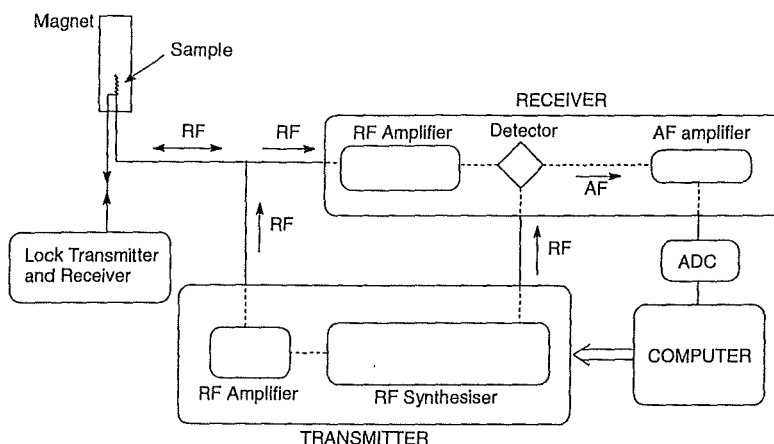 Magnet
Sample
RECEIVER
RF
RF
RF Amplifier
Detector
AF amplifier
AF
RF
RF
Lock Transmitter
and Receiver
ADC
COMPUTER
RF Amplifier
RF Synthesiser
TRANSMITTER